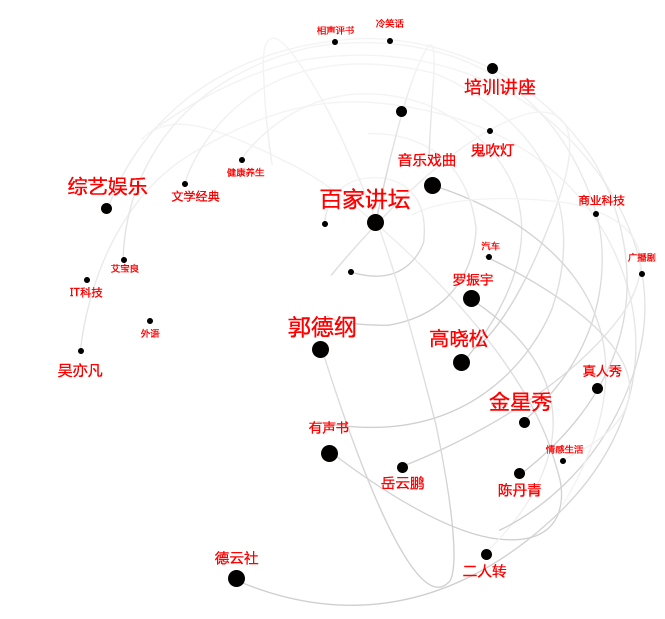 冷笑话
相声评书
培训讲座
鬼吹灯
音乐戏曲
健康养生
综艺娱乐
文学经典
百家讲坛
商业科技
汽车
广播剧
艾宝良
罗振宇
IT科技
郭德纲
外语
高晓松
吴亦凡
真人秀
金星秀
有声书
情感生活
岳云鹏
陈丹青
德云社
二人转